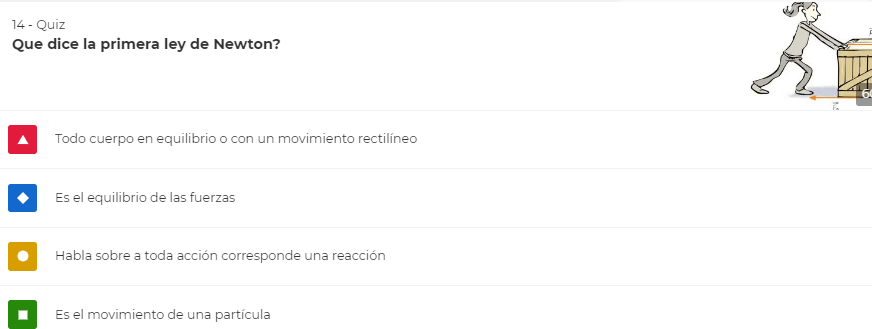 14 - Quiz
Que dice la primera ley de Newton?
Todo cuerpo en equilibrio o con un movimiento rectilíneo
Es el equilibrio de las fuerzas
Habla sobre a toda acción corresponde una reacción
Es el movimiento de una partícula